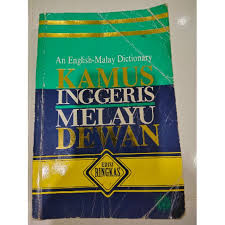 An English-Malay Dictionary
KAMUS
INGGERIS
MELAYU
DEWAN
EDISI
RINGKAS